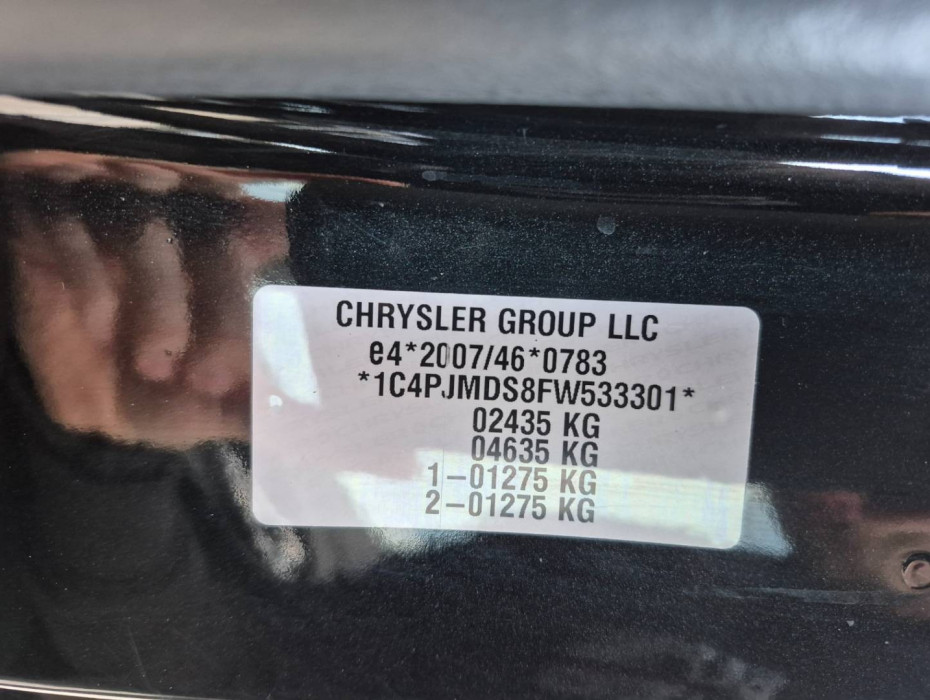 CHRYSLER GROUP LLC
e4*2007/46*0783
*1C4PJMDS8FW533301*
02435 KG
04635 KG
1-01275 KG
2-01275 KG